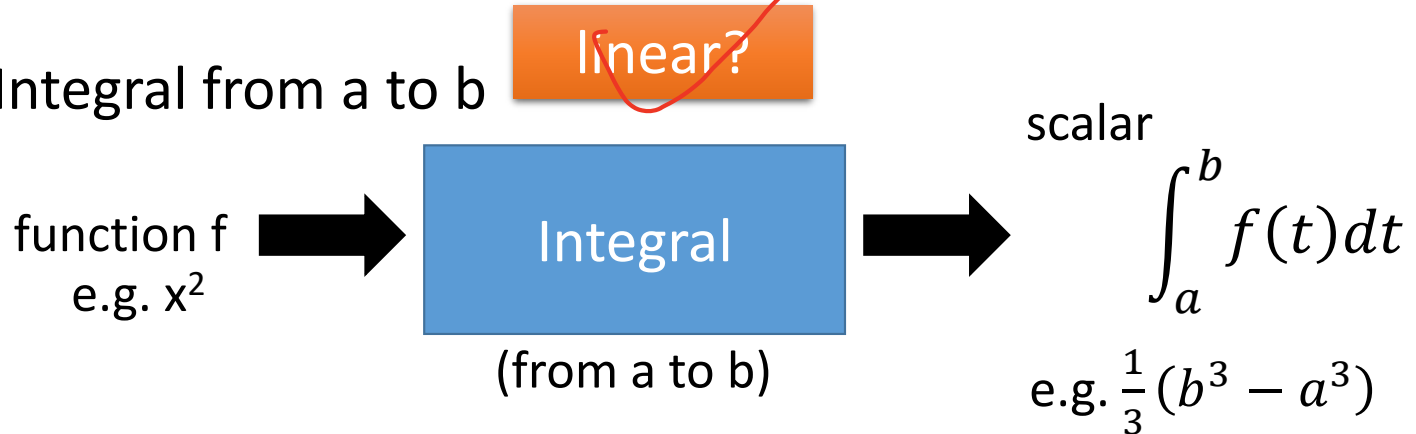 linear?
Integral from a to b
scalar
function f
e.g. x²
Integral
∫ₐᵇ f(t)dt
(from a to b)
e.g. 1/3 (b³ − a³)